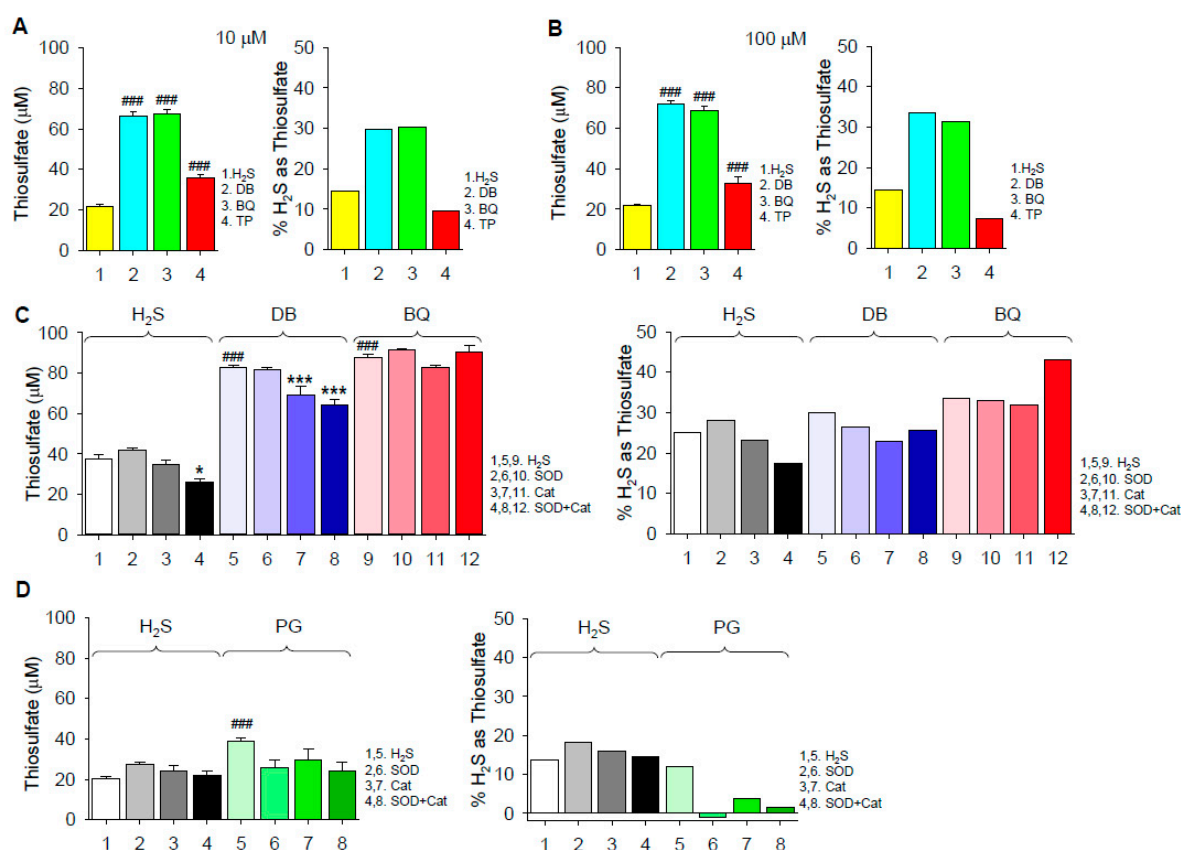 A
10 µM
Thiosulfate (µM)
100
80
60
40
20
0
###
###
###
1 2 3 4
1.H₂S
2. DB
3. BQ
4. TP
% H₂S as Thiosulfate
50
40
30
20
10
0
1 2 3 4
1.H₂S
2. DB
3. BQ
4. TP
B
100 µM
Thiosulfate (µM)
100
80
60
40
20
0
###
###
###
1 2 3 4
1.H₂S
2. DB
3. BQ
4. TP
% H₂S as Thiosulfate
50
40
30
20
10
0
1 2 3 4
1.H₂S
2. DB
3. BQ
4. TP
C
H₂S DB BQ
Thiosulfate (µM)
100
80
60
40
20
0
*
###
***
***
###
1 2 3 4 5 6 7 8 9 10 11 12
1,5,9. H₂S
2,6,10. SOD
3,7,11. Cat
4,8,12. SOD+Cat
H₂S DB BQ
% H₂S as Thiosulfate
50
40
30
20
10
0
1 2 3 4 5 6 7 8 9 10 11 12
1,5,9. H₂S
2,6,10. SOD
3,7,11. Cat
4,8,12. SOD+Cat
D
H₂S PG
Thiosulfate (µM)
100
80
60
40
20
0
###
1 2 3 4 5 6 7 8
1,5. H₂S
2,6. SOD
3,7. Cat
4,8. SOD+Cat
H₂S PG
% H₂S as Thiosulfate
50
40
30
20
10
0
1 2 3 4 5 6 7 8
1,5. H₂S
2,6. SOD
3,7. Cat
4,8. SOD+Cat